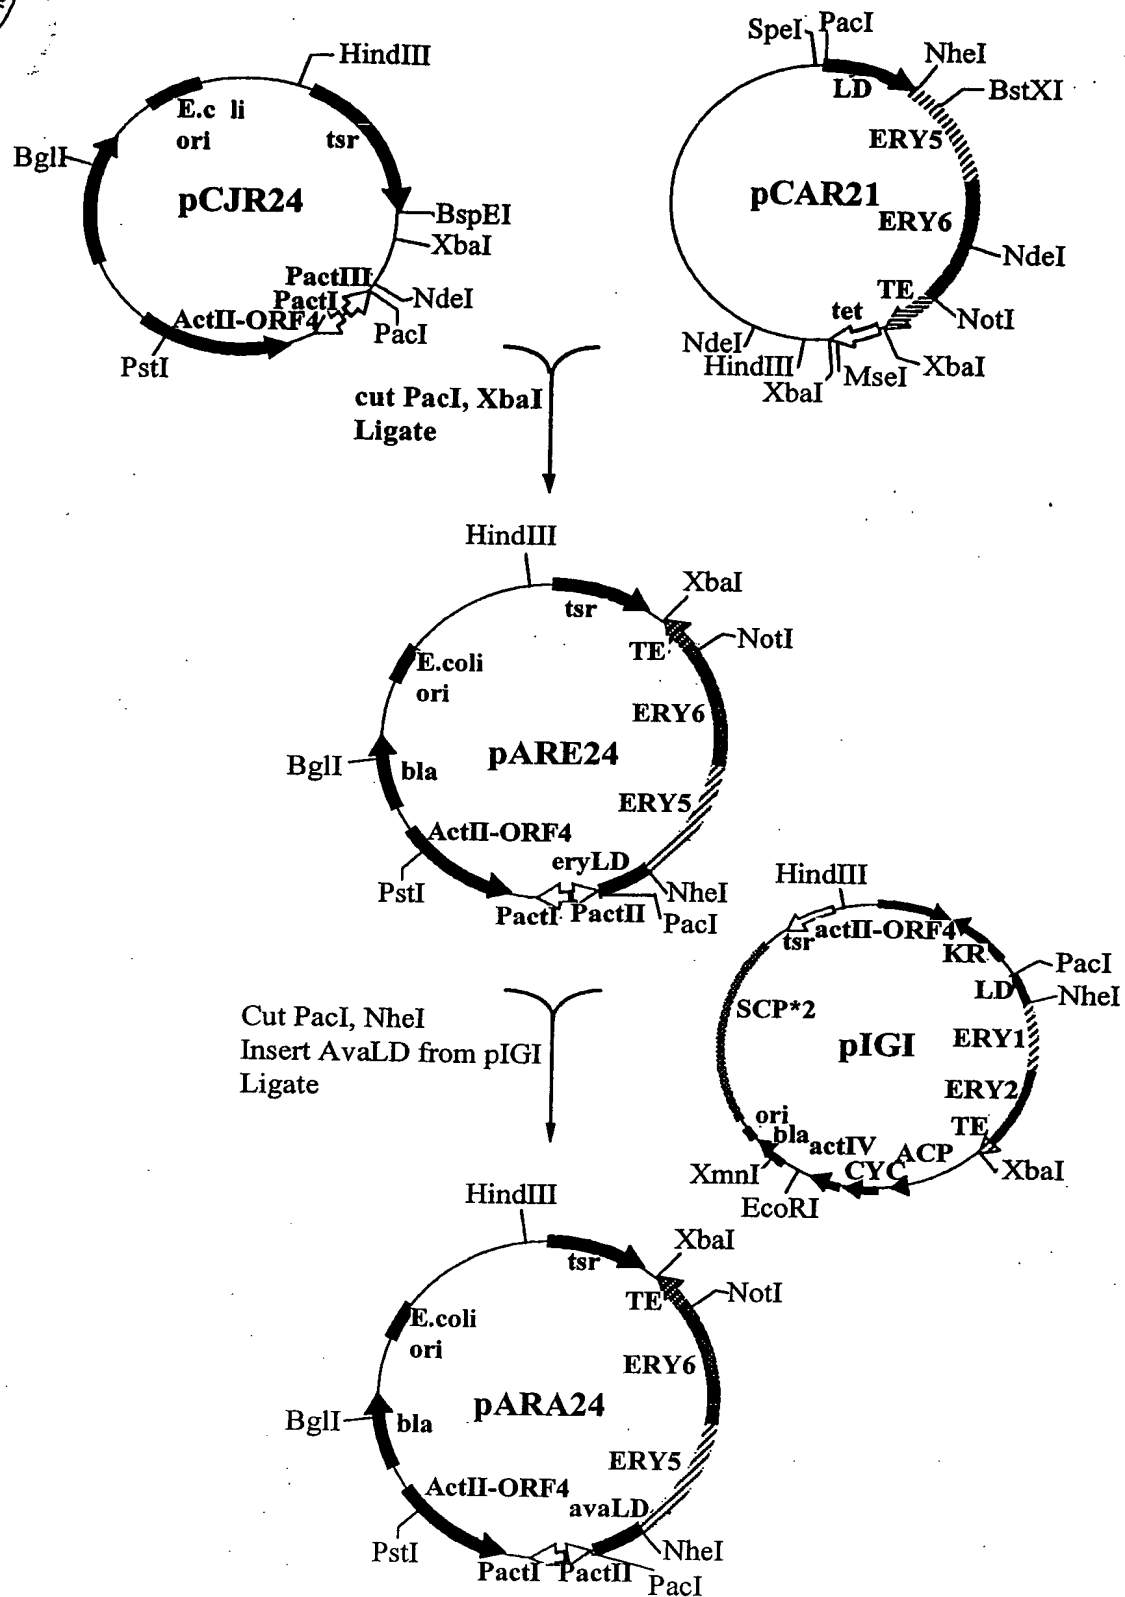 HindIII
E.c li
ori
tsr
BglI
pCJR24
BspEI
XbaI
PactIII
PactI
NdeI
ActII-ORF4
PacI
PstI
SpeI
PacI
NheI
LD
BstXI
ERY5
pCAR21
ERY6
NdeI
TE
tet
NotI
NdeI
HindIII
XbaI
MseI
XbaI
cut PacI, XbaI
Ligate
HindIII
XbaI
tsr
NotI
TE
E.coli
ori
ERY6
pARE24
BglI
bla
ERY5
ActII-ORF4
eryLD
PstI
NheI
PactI
PactII
PacI
Cut PacI, NheI
Insert AvaLD from pIGI
Ligate
HindIII
tsr
actII-ORF4
KR
PacI
LD
NheI
SCP*2
pIGI
ERY1
ERY2
ori
bla
actIV
TE
ACP
CYC
XmnI
XbaI
EcoRI
HindIII
XbaI
tsr
NotI
TE
E.coli
ori
ERY6
pARA24
BglI
bla
ERY5
ActII-ORF4
avaLD
PstI
NheI
PactI
PactII
PacI